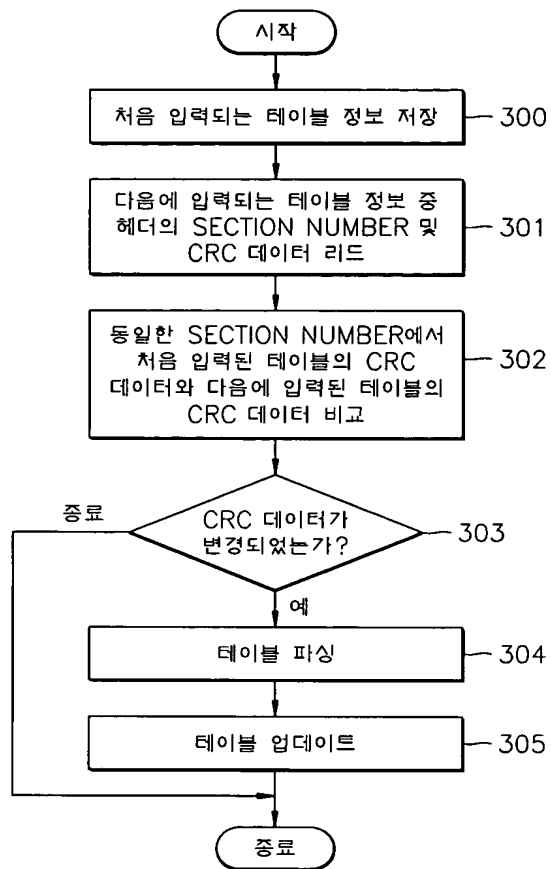 시작
처음 입력되는 테이블 정보 저장
300
다음에 입력되는 테이블 정보 중
헤더의 SECTION NUMBER 및
CRC 데이터 리드
301
동일한 SECTION NUMBER에서
처음 입력된 테이블의 CRC
데이터와 다음에 입력된 테이블의
CRC 데이터 비교
302
종료
CRC 데이터가
변경되었는가?
303
예
테이블 파싱
304
테이블 업데이트
305
종료